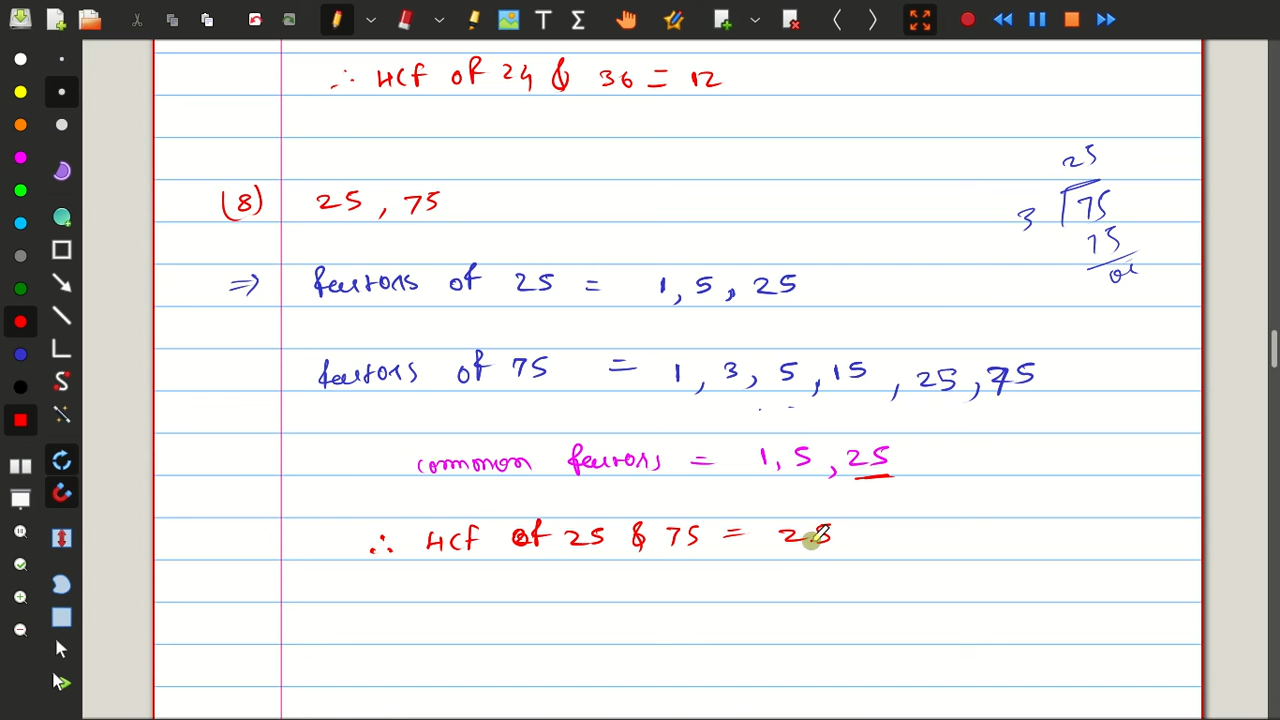 ∴ HCF of 24 & 36 = 12
(8) 25, 75
⇒ factors of 25 = 1, 5, 25
factors of 75 = 1, 3, 5, 15, 25, 75
common factors = 1, 5, 25
∴ HCF of 25 & 75 = 25
25
3 75
75